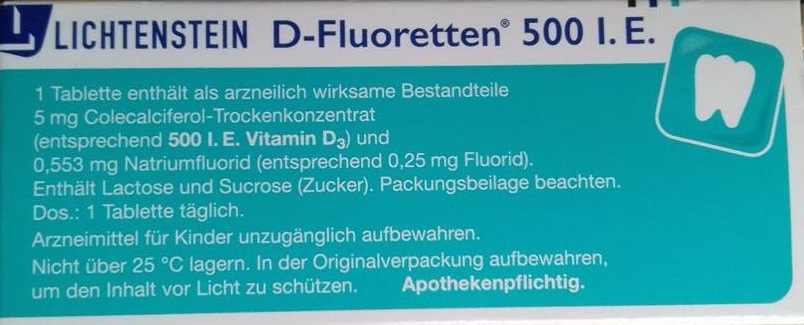 LICHTENSTEIN D-Fluoretten® 500 I.E.
1 Tablette enthält als arzneilich wirksame Bestandteile
5 mg Colecalciferol-Trockenkonzentrat
(entsprechend 500 I.E. Vitamin D₃) und
0,553 mg Natriumfluorid (entsprechend 0,25 mg Fluorid).
Enthält Lactose und Sucrose (Zucker). Packungsbeilage beachten.
Dos.: 1 Tablette täglich.
Arzneimittel für Kinder unzugänglich aufbewahren.
Nicht über 25 °C lagern. In der Originalverpackung aufbewahren,
um den Inhalt vor Licht zu schützen. Apothekenpflichtig.